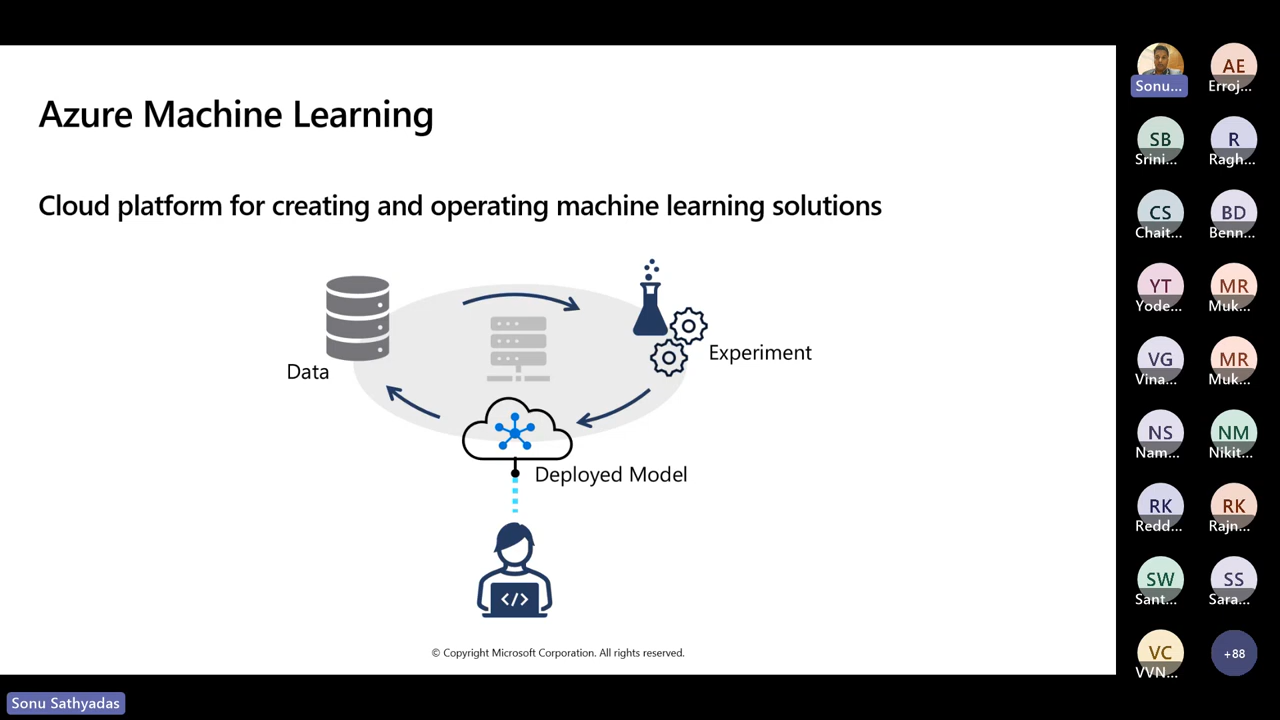 Azure Machine Learning
Cloud platform for creating and operating machine learning solutions
Data
Experiment
Deployed Model
</>
© Copyright Microsoft Corporation. All rights reserved.
Sonu...
AE
Erroj...
SB
Srini...
R
Ragh...
CS
Chait...
BD
Benn...
YT
Yode...
MR
Muk...
VG
Vina...
MR
Muk...
NS
Nam...
NM
Nikit...
RK
Redd...
RK
Rajn...
SW
Sant...
SS
Sara...
VC
VVN...
+88
Sonu Sathyadas